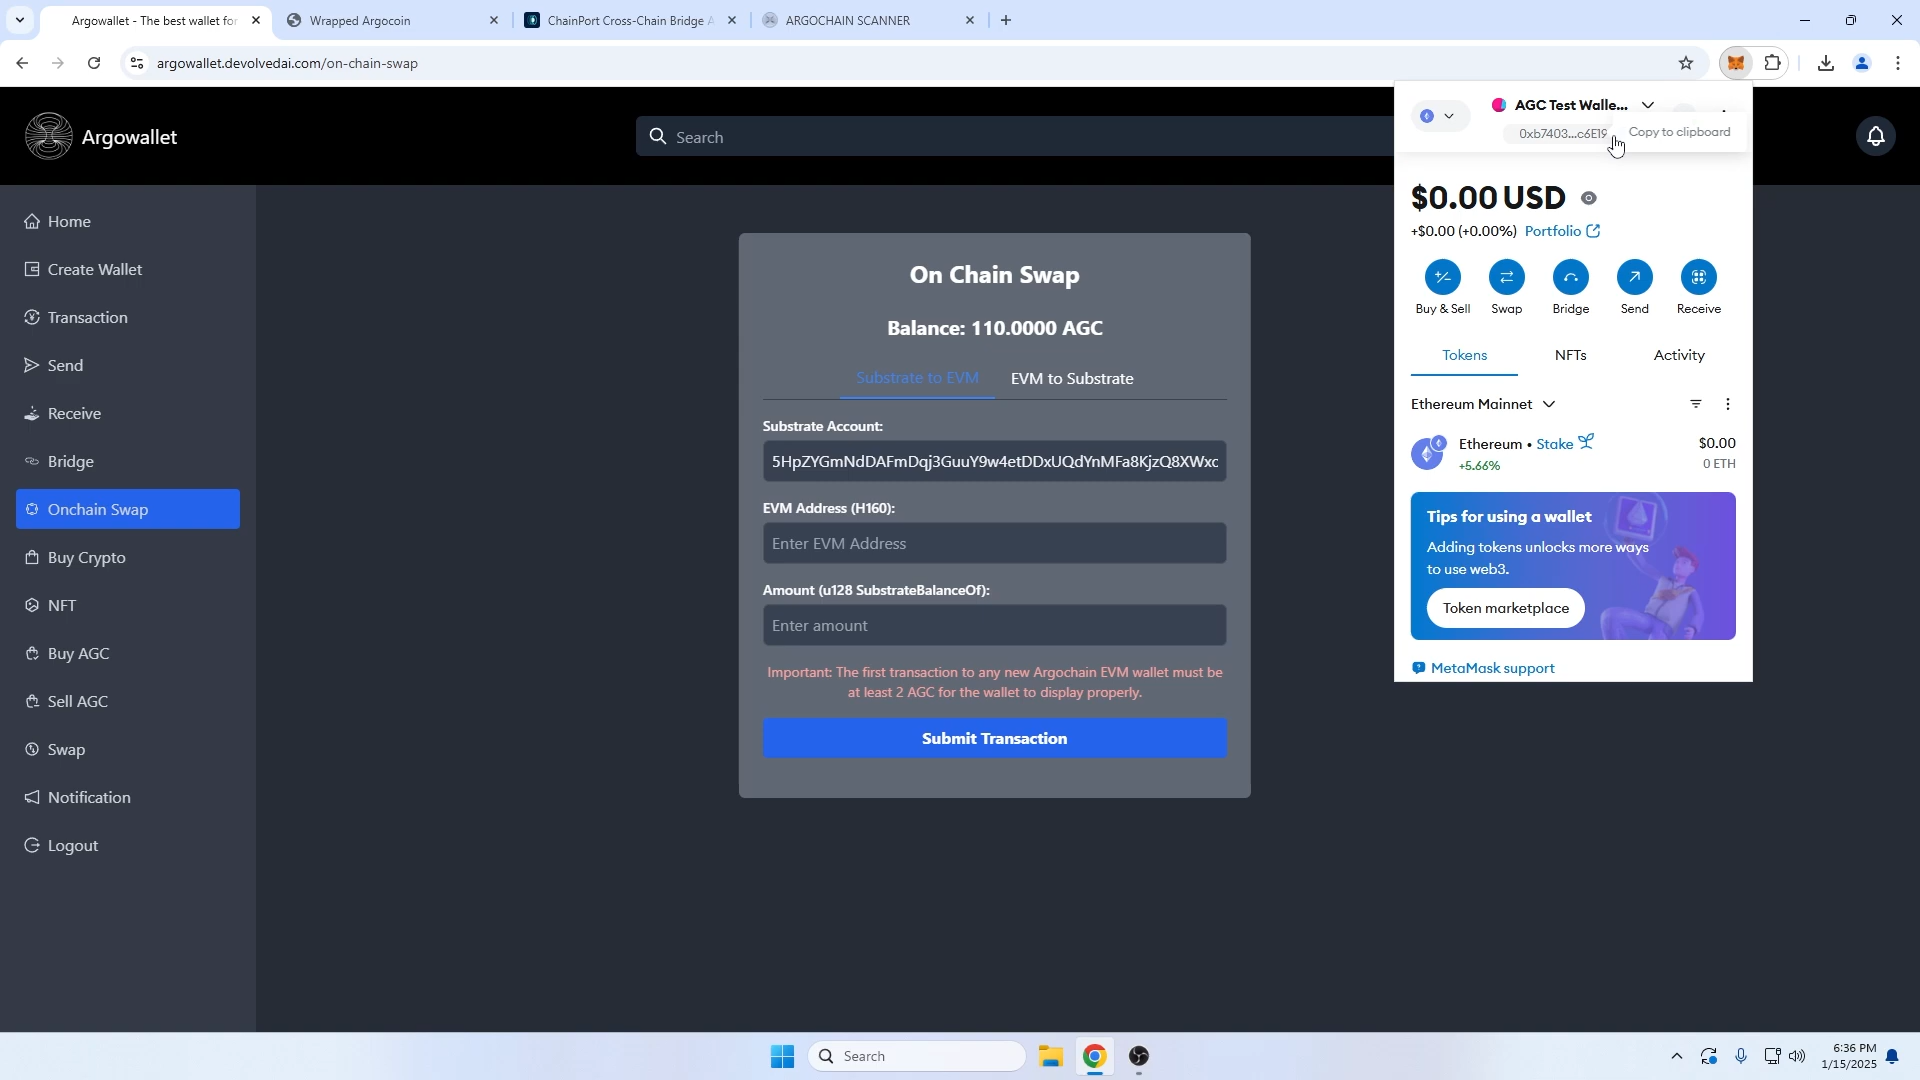 Argowallet - The best wallet for
Wrapped Argocoin
ChainPort Cross-Chain Bridge A
ARGOCHAIN SCANNER
argowallet.devolvedai.com/on-chain-swap
Argowallet
Search
Home
Create Wallet
Transaction
Send
Receive
Bridge
Onchain Swap
Buy Crypto
NFT
Buy AGC
Sell AGC
Swap
Notification
Logout
On Chain Swap
Balance: 110.0000 AGC
Substrate to EVM
EVM to Substrate
Substrate Account:
5HpZYGmNdDAFmDqj3GuuY9w4etDDxUQdYnMFa8KjzQ8XWxc
EVM Address (H160):
Enter EVM Address
Amount (u128 SubstrateBalanceOf):
Enter amount
Important: The first transaction to any new Argochain EVM wallet must be
at least 2 AGC for the wallet to display properly.
Submit Transaction
AGC Test Walle...
0xb7403...c6E19
Copy to clipboard
$0.00 USD
+$0.00 (+0.00%) Portfolio
Buy & Sell
Swap
Bridge
Send
Receive
Tokens
NFTs
Activity
Ethereum Mainnet
Ethereum • Stake
$0.00
+5.66%
0 ETH
Tips for using a wallet
Adding tokens unlocks more ways
to use web3.
Token marketplace
MetaMask support
Search
6:36 PM
1/15/2025